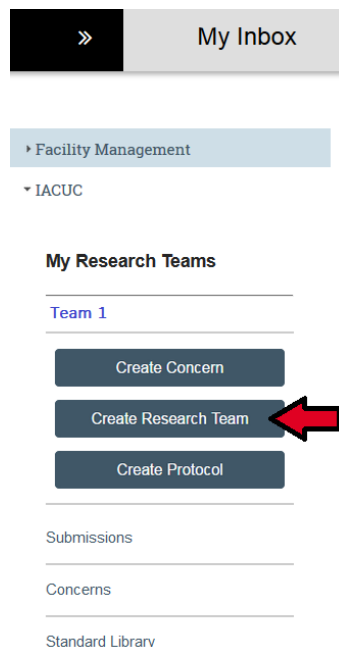 » My Inbox
Facility Management
IACUC
My Research Teams
Team 1
Create Concern
Create Research Team
Create Protocol
Submissions
Concerns
Standard Library